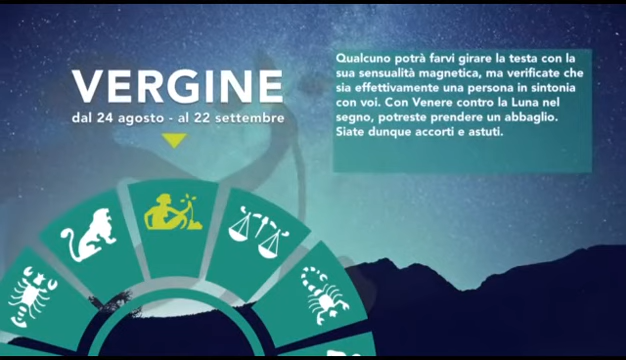 VERGINE
dal 24 agosto - al 22 settembre
Qualcuno potrà farvi girare la testa con la
sua sensualità magnetica, ma verificate che
sia effettivamente una persona in sintonia
con voi. Con Venere contro la Luna nel
segno, potreste prendere un abbaglio.
Siate dunque accorti e astuti.